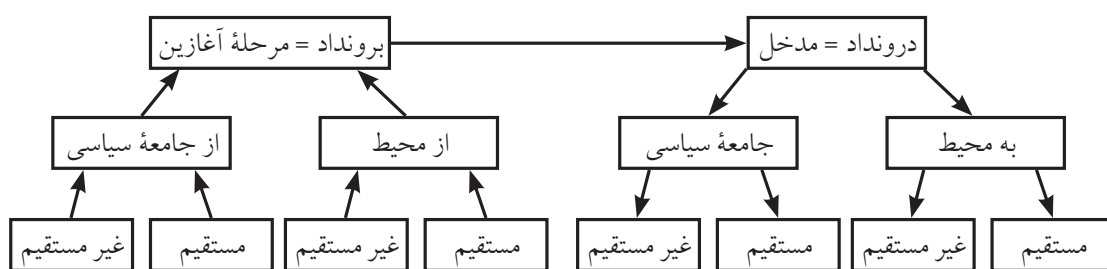 درونداد = مدخل
برونداد = مرحلهٔ آغازین
به محیط
جامعهٔ سیاسی
از محیط
از جامعهٔ سیاسی
مستقیم
غیر مستقیم
مستقیم
غیر مستقیم
مستقیم
غیر مستقیم
مستقیم
غیر مستقیم